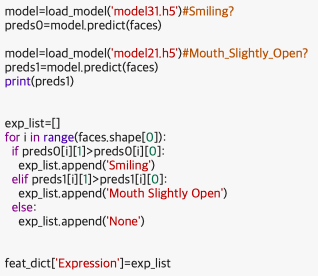 model=load_model('model31.h5')#Smiling?
preds0=model.predict(faces)
model=load_model('model21.h5')#Mouth_Slightly_Open?
preds1=model.predict(faces)
print(preds1)
exp_list=[]
for i in range(faces.shape[0]):
  if preds0[i][1]>preds0[i][0]:
    exp_list.append('Smiling')
  elif preds1[i][1]>preds1[i][0]:
    exp_list.append('Mouth Slightly Open')
  else:
    exp_list.append('None')
feat_dict['Expression']=exp_list